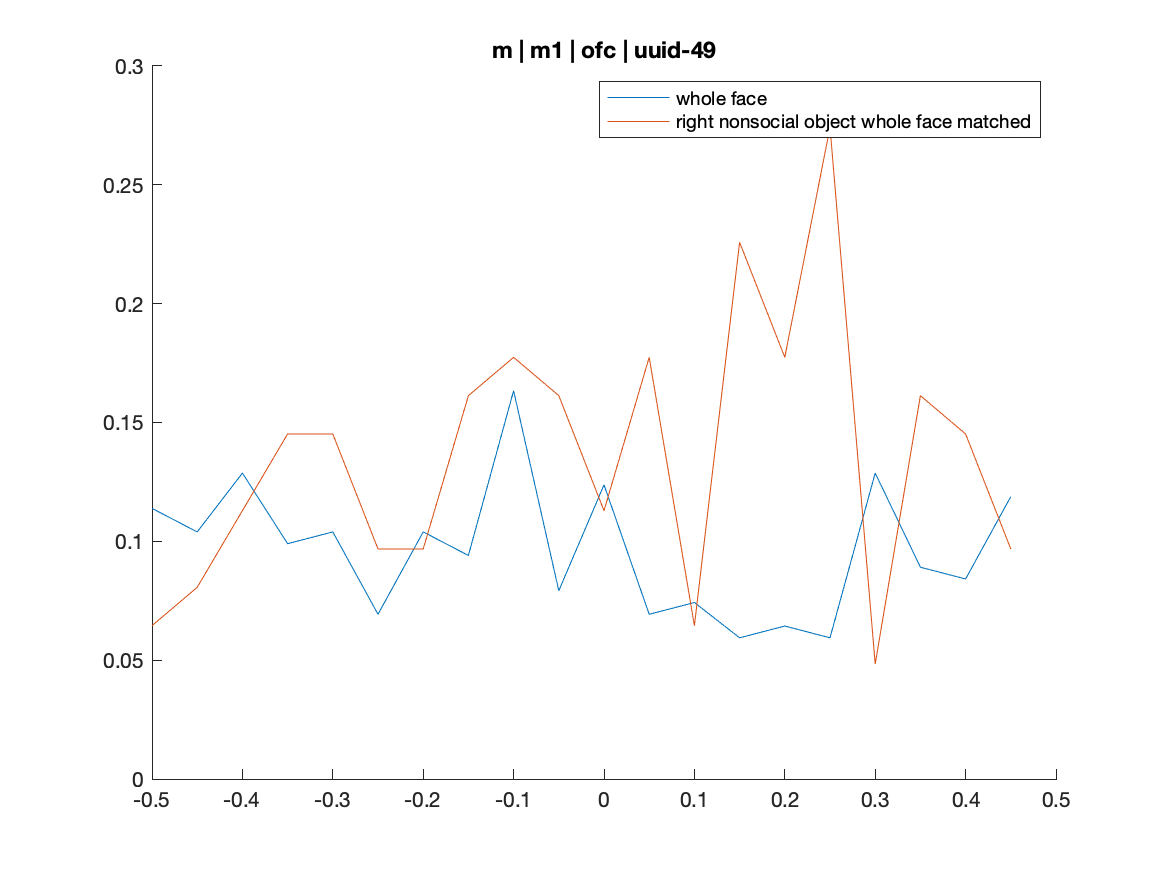 m | m1 | ofc | uuid-49
whole face
right nonsocial object whole face matched
0.3
0.25
0.2
0.15
0.1
0.05
0
-0.5 -0.4 -0.3 -0.2 -0.1 0 0.1 0.2 0.3 0.4 0.5